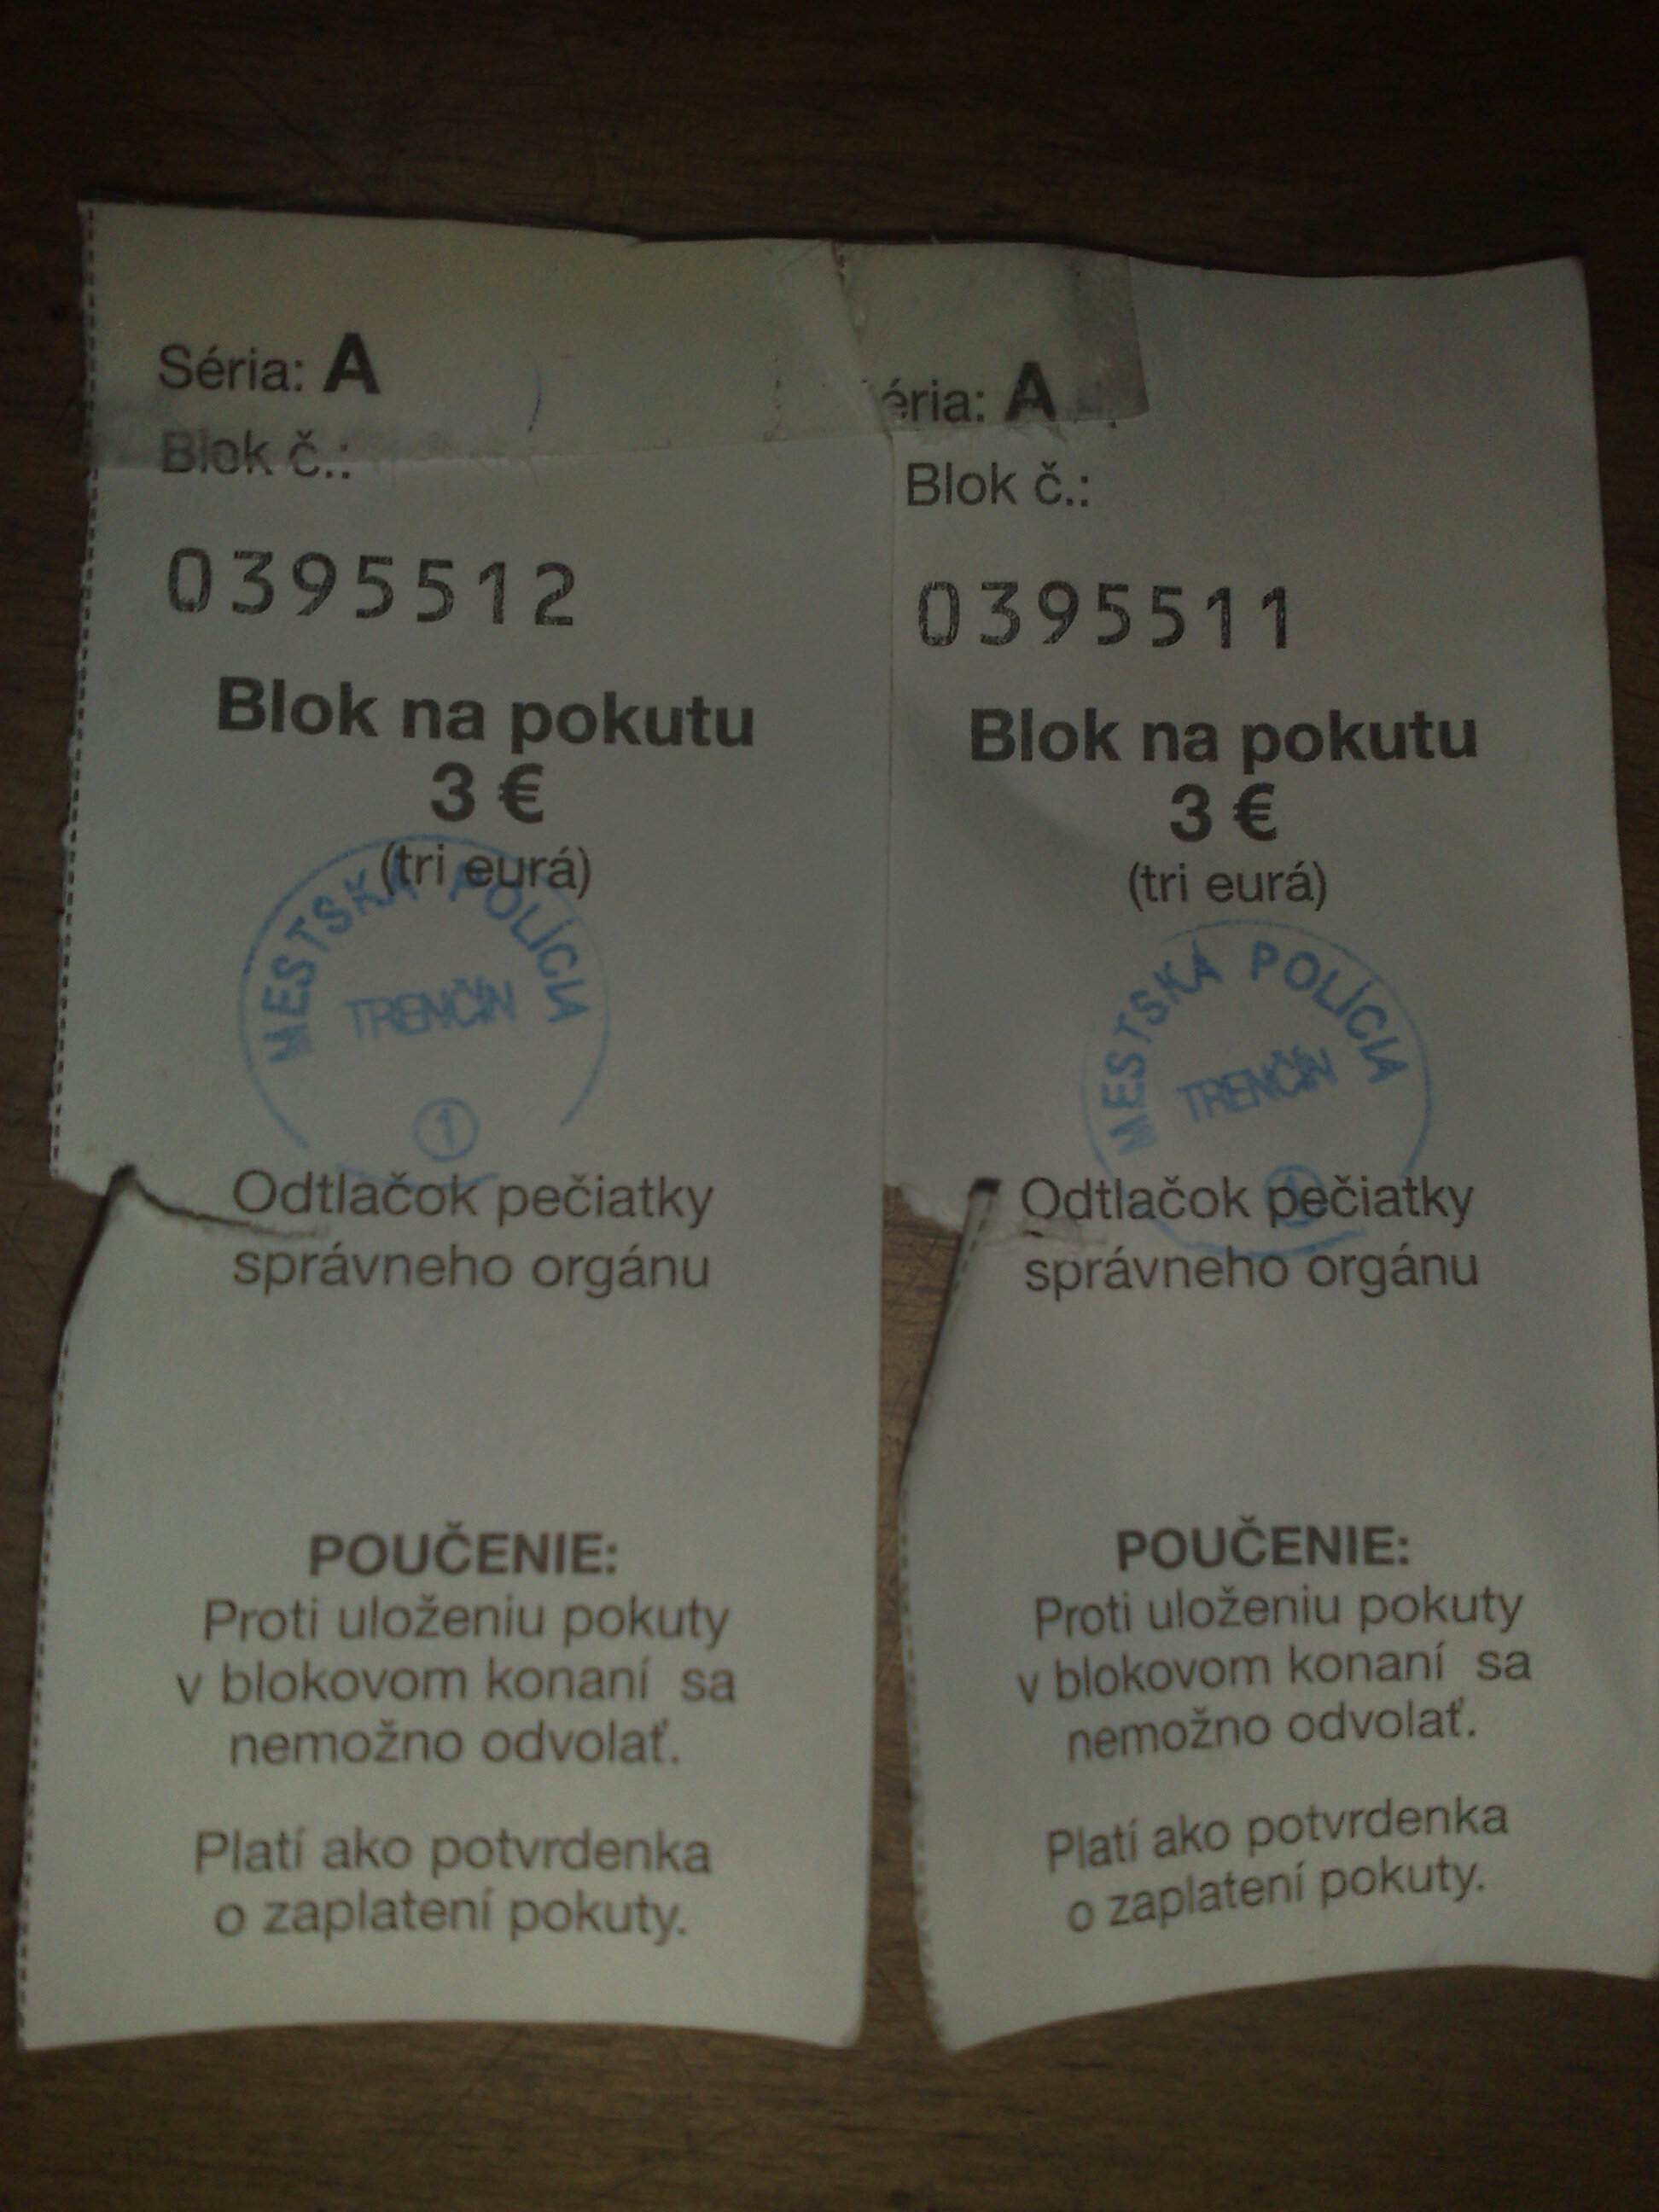 Séria: A
Blok č.:
0395512
Blok na pokutu
3 €
(tri eurá)
MESTSKÁ POLÍCIA
TRENČÍN
1
Odtlačok pečiatky
správneho orgánu
POUČENIE:
Proti uloženiu pokuty
v blokovom konaní sa
nemožno odvolať.
Platí ako potvrdenka
o zaplatení pokuty.
éria: A
Blok č.:
0395511
Blok na pokutu
3 €
(tri eurá)
MESTSKÁ POLÍCIA
TRENČÍN
1
Odtlačok pečiatky
správneho orgánu
POUČENIE:
Proti uloženiu pokuty
v blokovom konaní sa
nemožno odvolať.
Platí ako potvrdenka
o zaplatení pokuty.